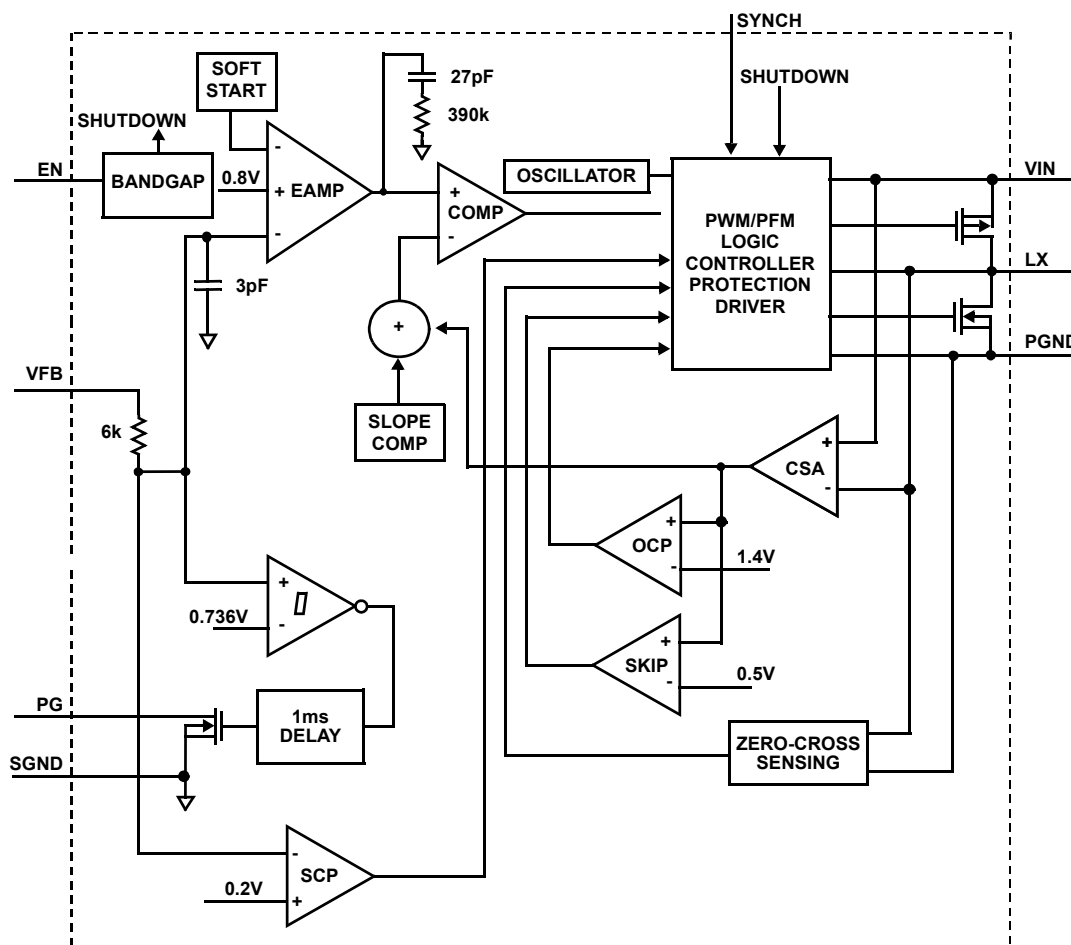 SYNCH
SHUTDOWN
SOFT
START
27pF
390k
SHUTDOWN
EN
BANDGAP
0.8V
-
+
-
EAMP
+
-
COMP
OSCILLATOR
PWM/PFM
LOGIC
CONTROLLER
PROTECTION
DRIVER
VIN
LX
PGND
3pF
+
SLOPE
COMP
VFB
6k
+
-
CSA
+
-
OCP
1.4V
+
-
0.736V
+
-
SKIP
0.5V
PG
1ms
DELAY
SGND
ZERO-CROSS
SENSING
-
+
SCP
0.2V